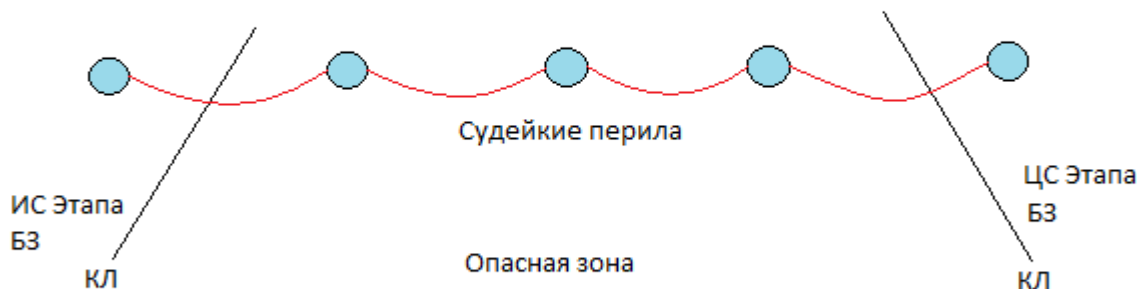 Судейкие перила
ИС Этапа
БЗ
КЛ
Опасная зона
ЦС Этапа
БЗ
КЛ